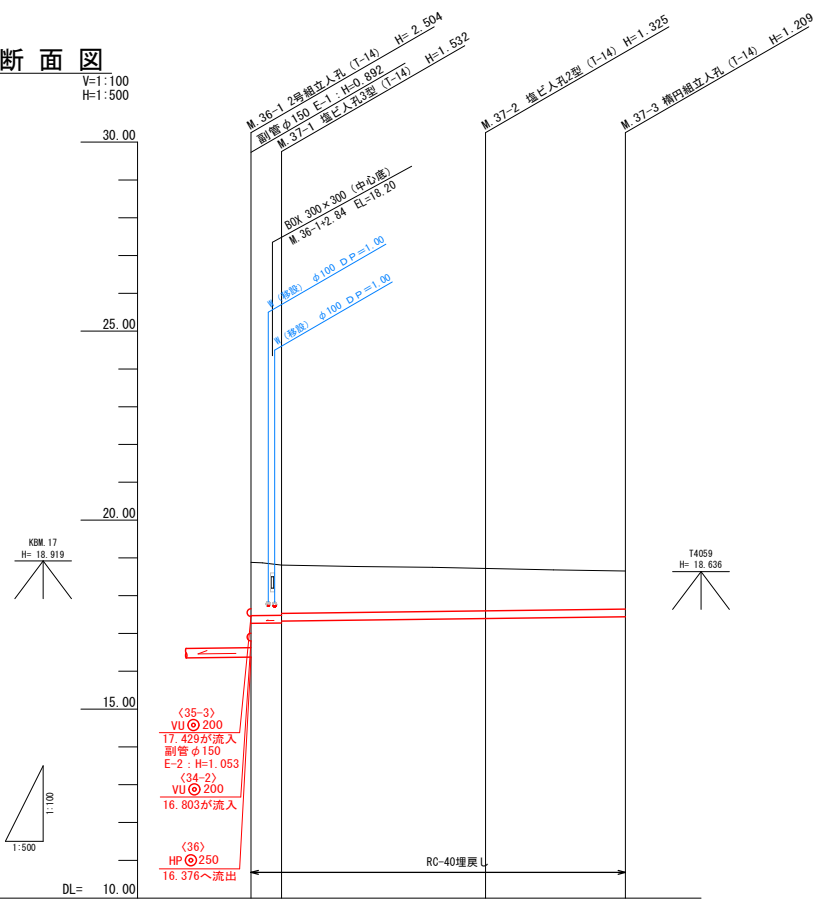 断面図
V=1:100
H=1:500
M.36-1 2号組立人孔 (T-14) H=2.504
副管φ150 E-1 : H=0.892
M.37-1 塩ビ人孔3型 (T-14) H=1.532
M.37-2 塩ビ人孔2型 (T-14) H=1.325
M.37-3 楕円組立人孔 (T-14) H=1.209
BOX 300×300 (中心底)
M.36-1+2.84 EL=18.20
W (移設) φ100 DP=1.00
W (移設) φ100 DP=1.00
30.00
25.00
20.00
15.00
DL= 10.00
KBM.17
H= 18.919
T4059
H= 18.636
〈35-3〉
VU◎200
17.429が流入
副管φ150
E-2 : H=1.053
〈34-2〉
VU◎200
16.803が流入
〈36〉
HP◎250
16.376へ流出
1:100
1:500
RC-40埋戻し